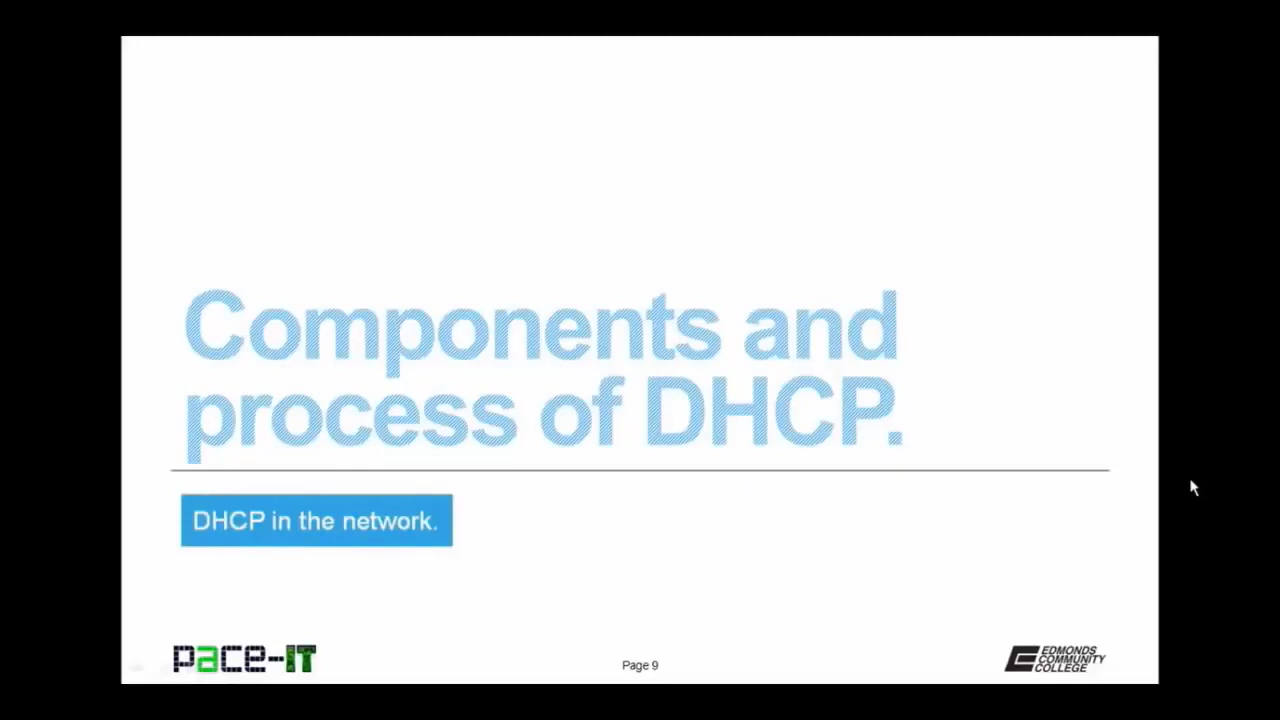 Components and
process of DHCP.
DHCP in the network.
pace-IT
Page 9
EDMONDS
COMMUNITY
COLLEGE